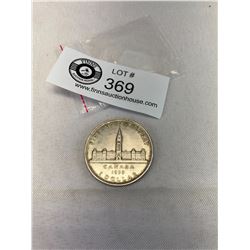 LOT #
369
www.finnsauctionhouse.com
CANADA
1939
DOLLAR